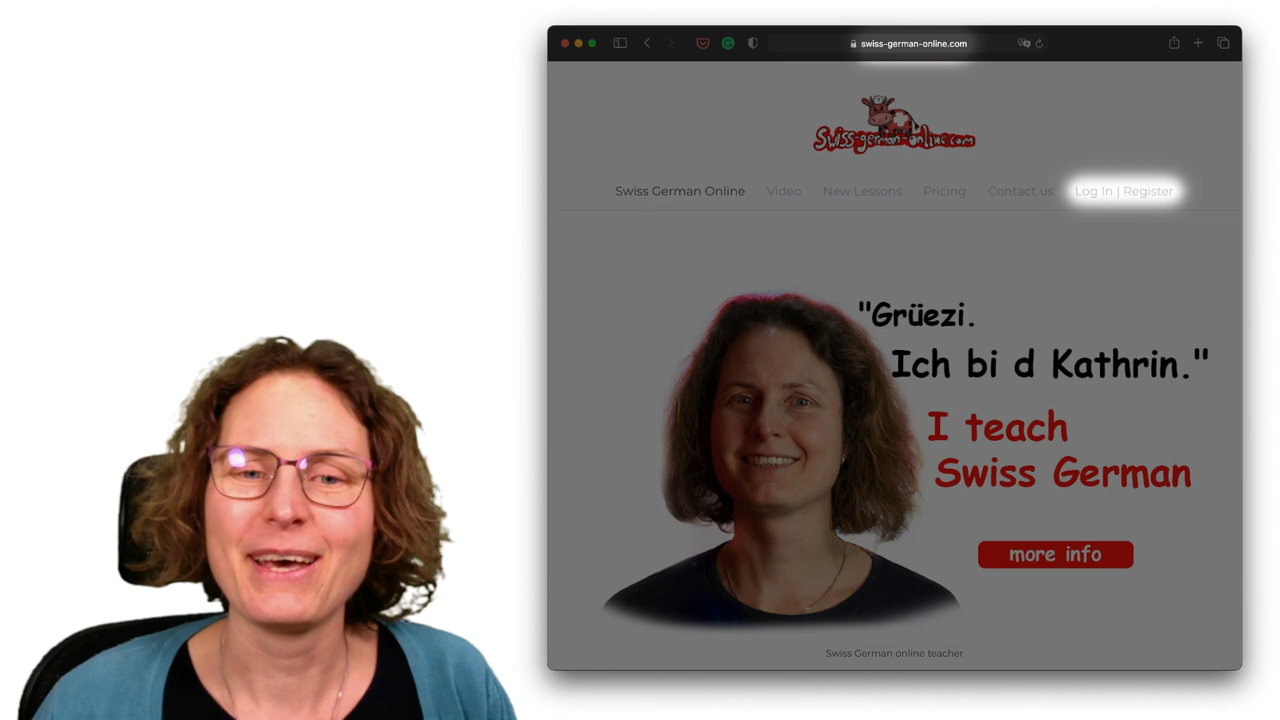 swiss-german-online.com
Swiss-german-online.com
Swiss German Online Video New Lessons Pricing Contact us Log In | Register
"Grüezi.
Ich bi d Kathrin."
I teach
Swiss German
more info
Swiss German online teacher